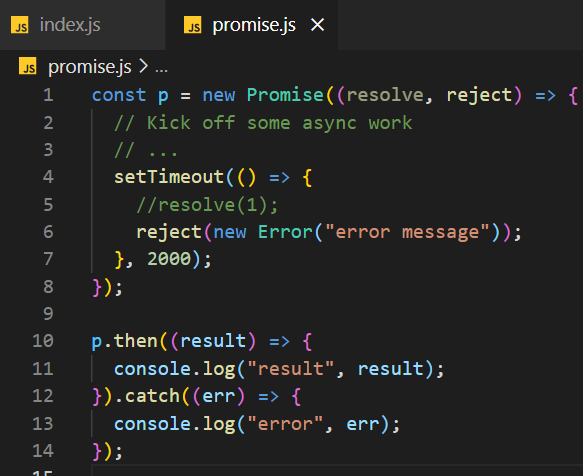 JS index.js JS promise.js ×
JS promise.js > ...
1 const p = new Promise((resolve, reject) => {
2   // Kick off some async work
3   // ...
4   setTimeout(() => {
5     //resolve(1);
6     reject(new Error("error message"));
7   }, 2000);
8 });
9
10 p.then((result) => {
11   console.log("result", result);
12 }).catch((err) => {
13   console.log("error", err);
14 });
15